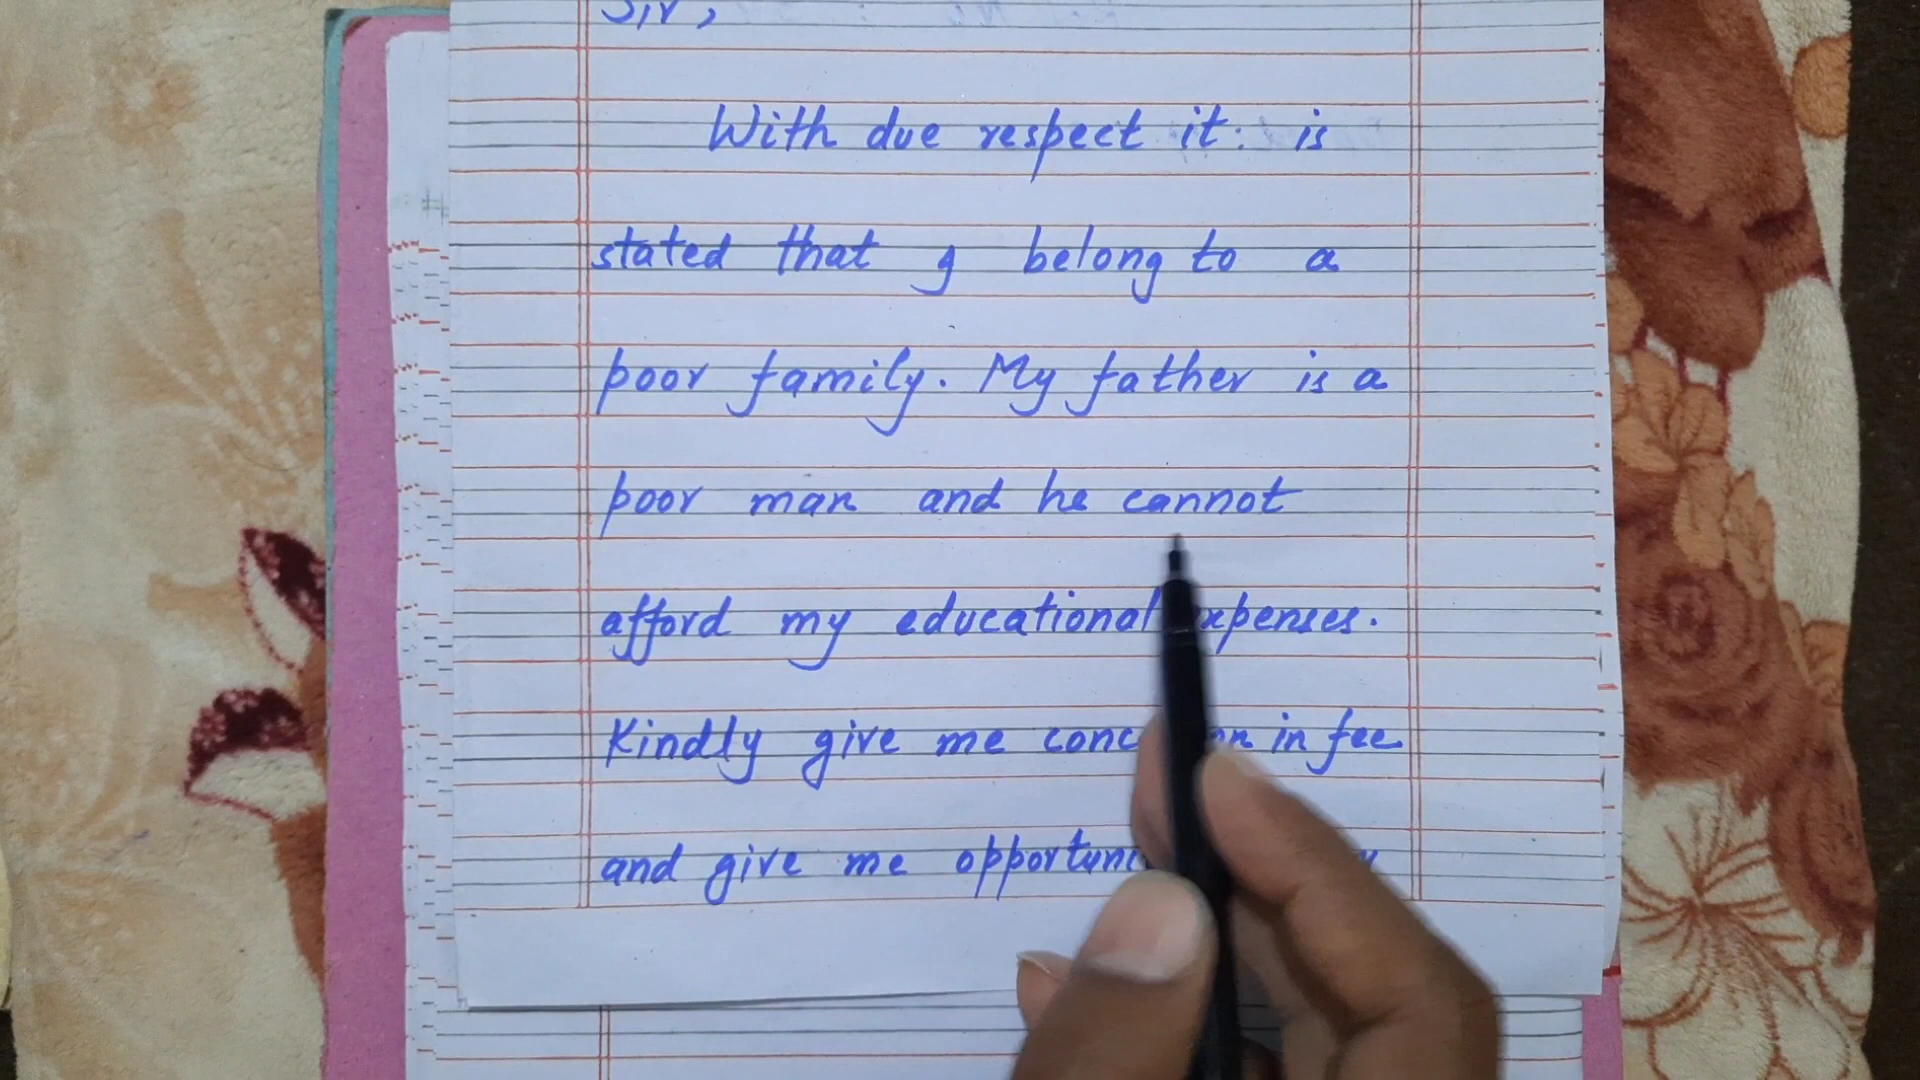 Sir,
With due respect it: is
stated that I belong to a
poor family. My father is a
poor man and he cannot
afford my educational expenses.
Kindly give me in fee
and give me